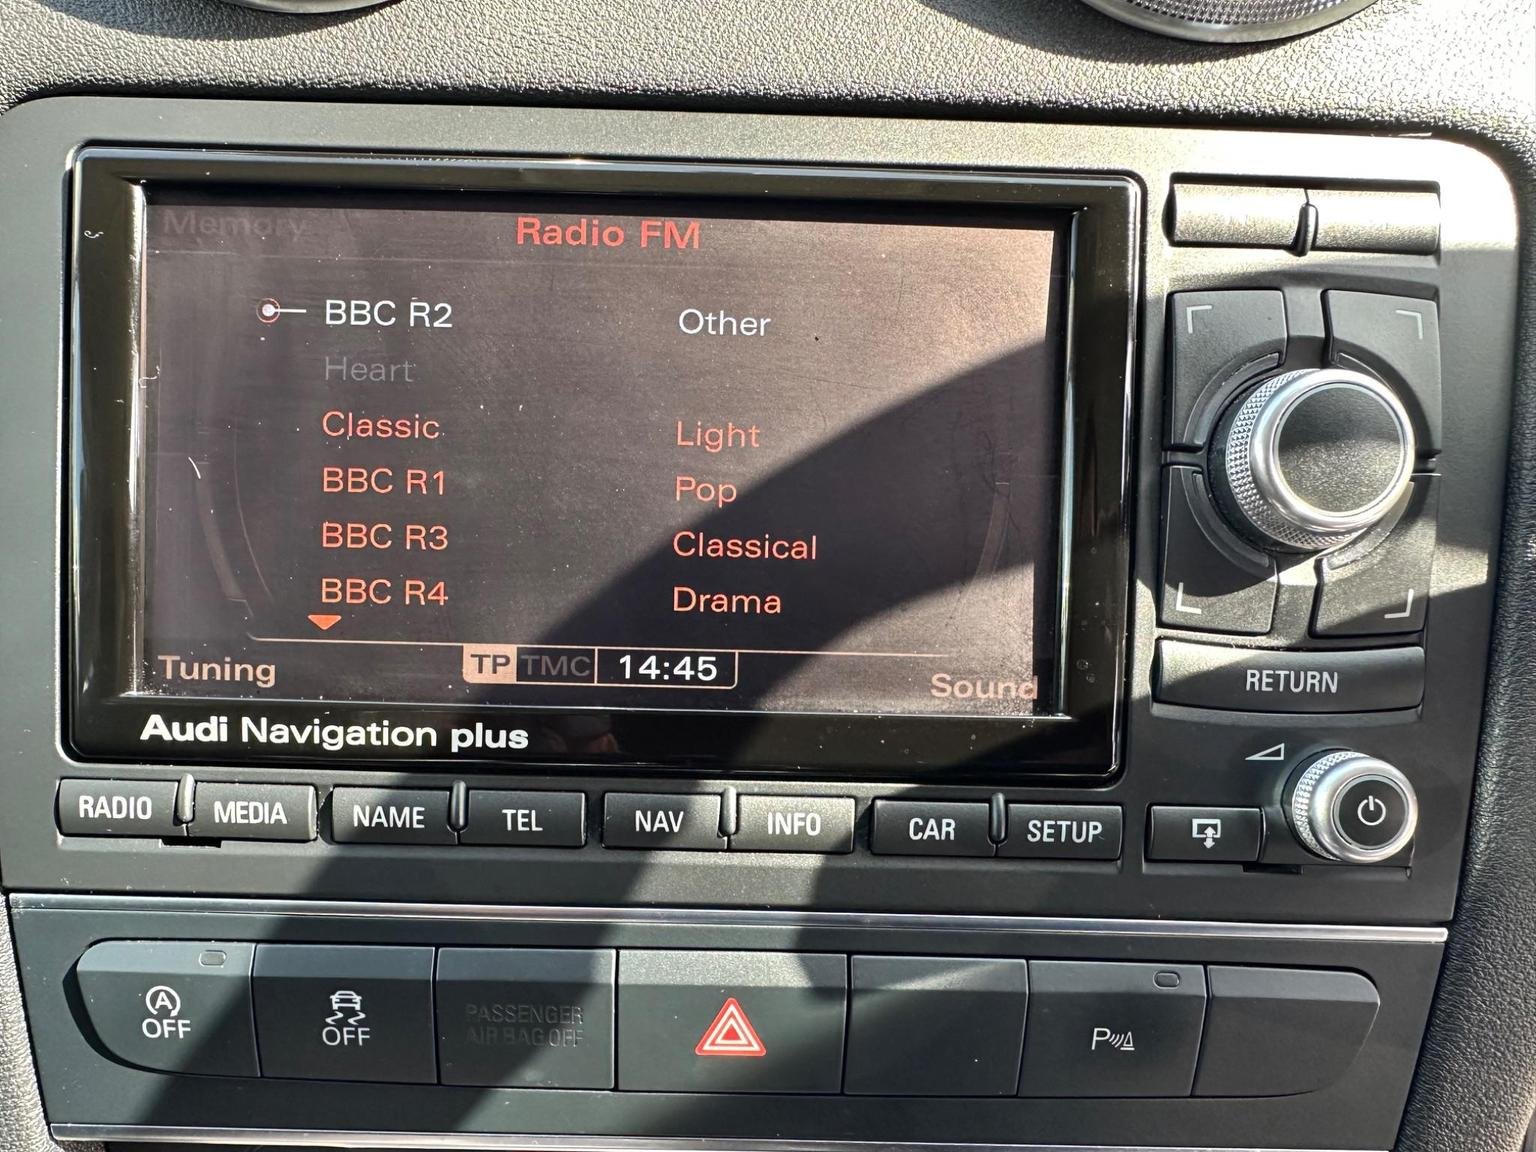 Memory
Radio FM
BBC R2 Other
Heart
Classic Light
BBC R1 Pop
BBC R3 Classical
BBC R4 Drama
Tuning TP TMC 14:45 Sound
Audi Navigation plus
RETURN
RADIO MEDIA NAME TEL NAV INFO CAR SETUP
A OFF
OFF
PASSENGER
AIR BAG OFF
P